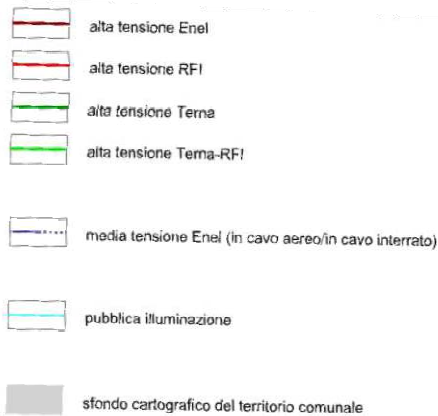 alta tensione Enel
alta tensione RFI
alta tensione Terna
alta tensione Terna-RFI
media tensione Enel (in cavo aereo/in cavo interrato)
pubblica illuminazione
sfondo cartografico del territorio comunale